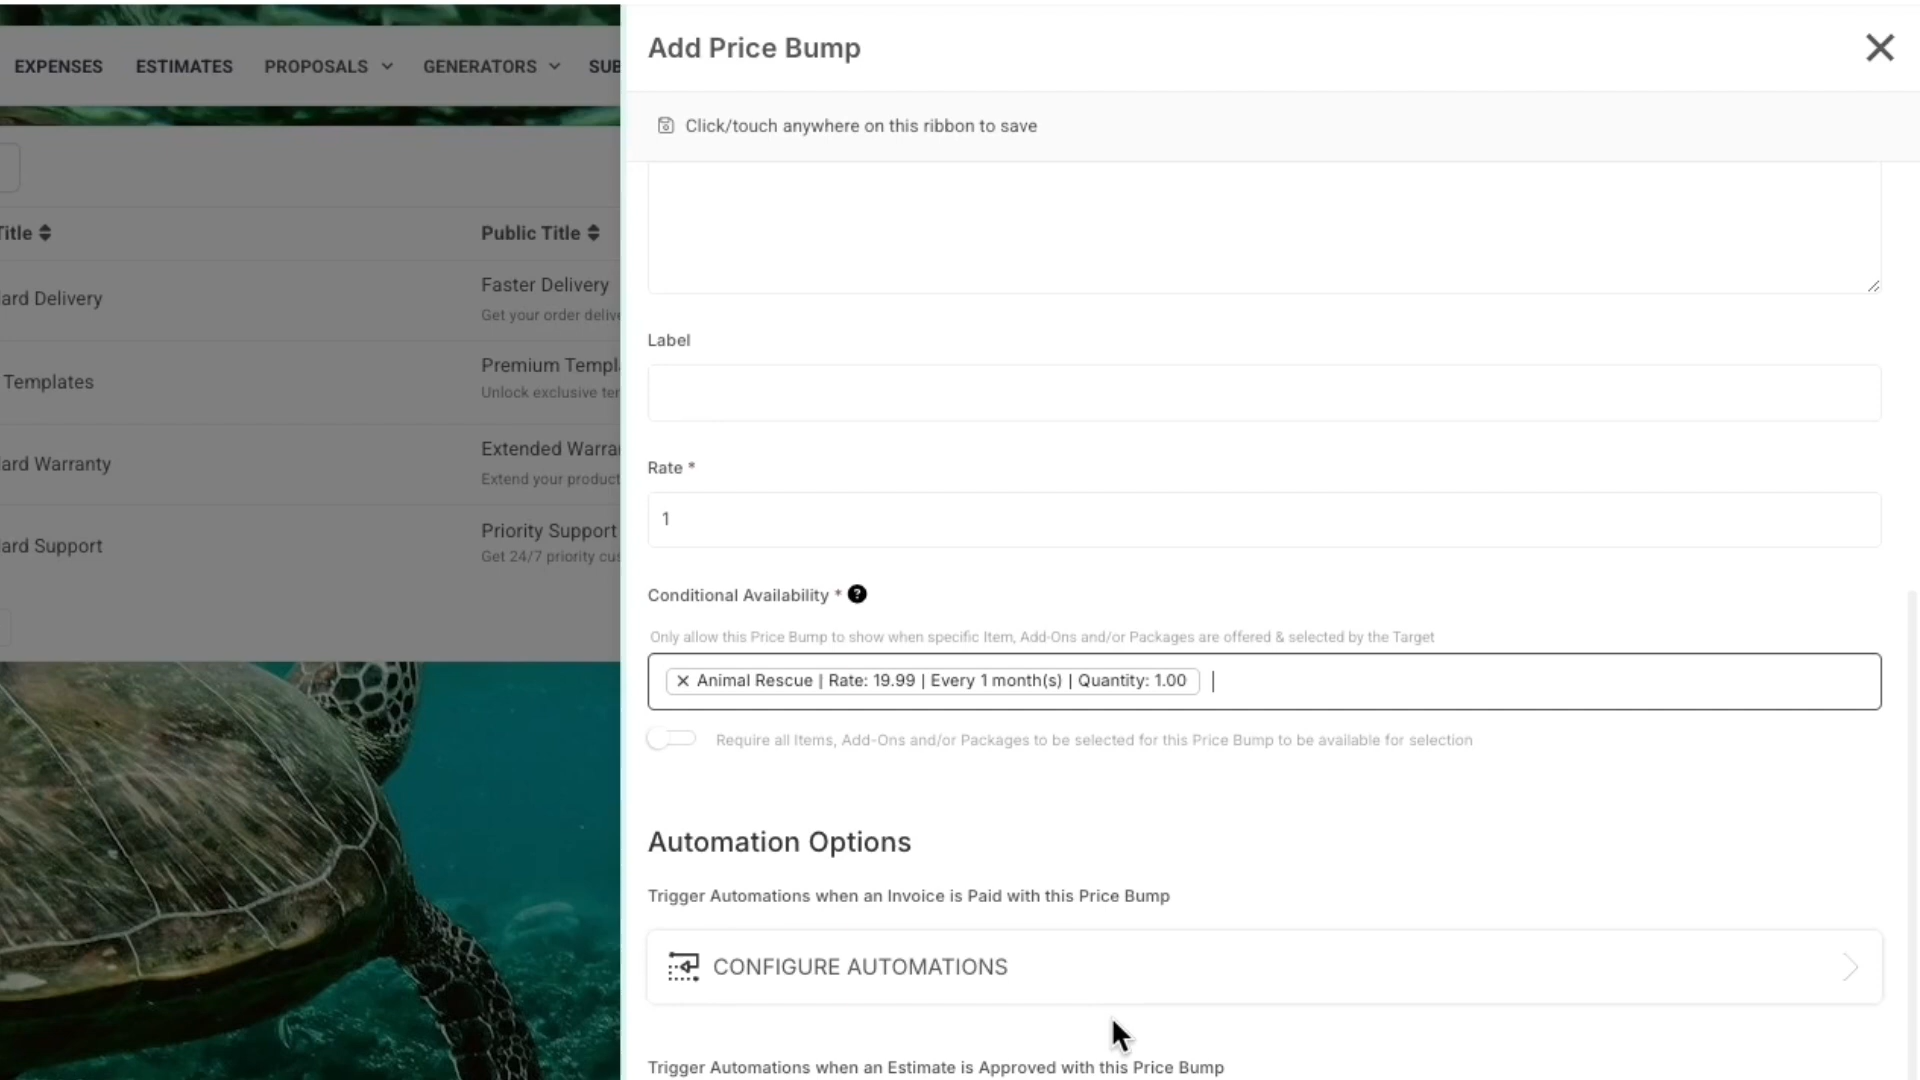 EXPENSES ESTIMATES PROPOSALS GENERATORS SUB
Title Public Title
ard Delivery Faster Delivery
Get your order delive
Templates Premium Templ
Unlock exclusive ter
ard Warranty Extended Warra
Extend your product
ard Support Priority Support
Get 24/7 priority cus
Add Price Bump
Click/touch anywhere on this ribbon to save
Label
Rate *
1
Conditional Availability * ?
Only allow this Price Bump to show when specific Item, Add-Ons and/or Packages are offered & selected by the Target
× Animal Rescue | Rate: 19.99 | Every 1 month(s) | Quantity: 1.00
Require all Items, Add-Ons and/or Packages to be selected for this Price Bump to be available for selection
Automation Options
Trigger Automations when an Invoice is Paid with this Price Bump
CONFIGURE AUTOMATIONS
Trigger Automations when an Estimate is Approved with this Price Bump